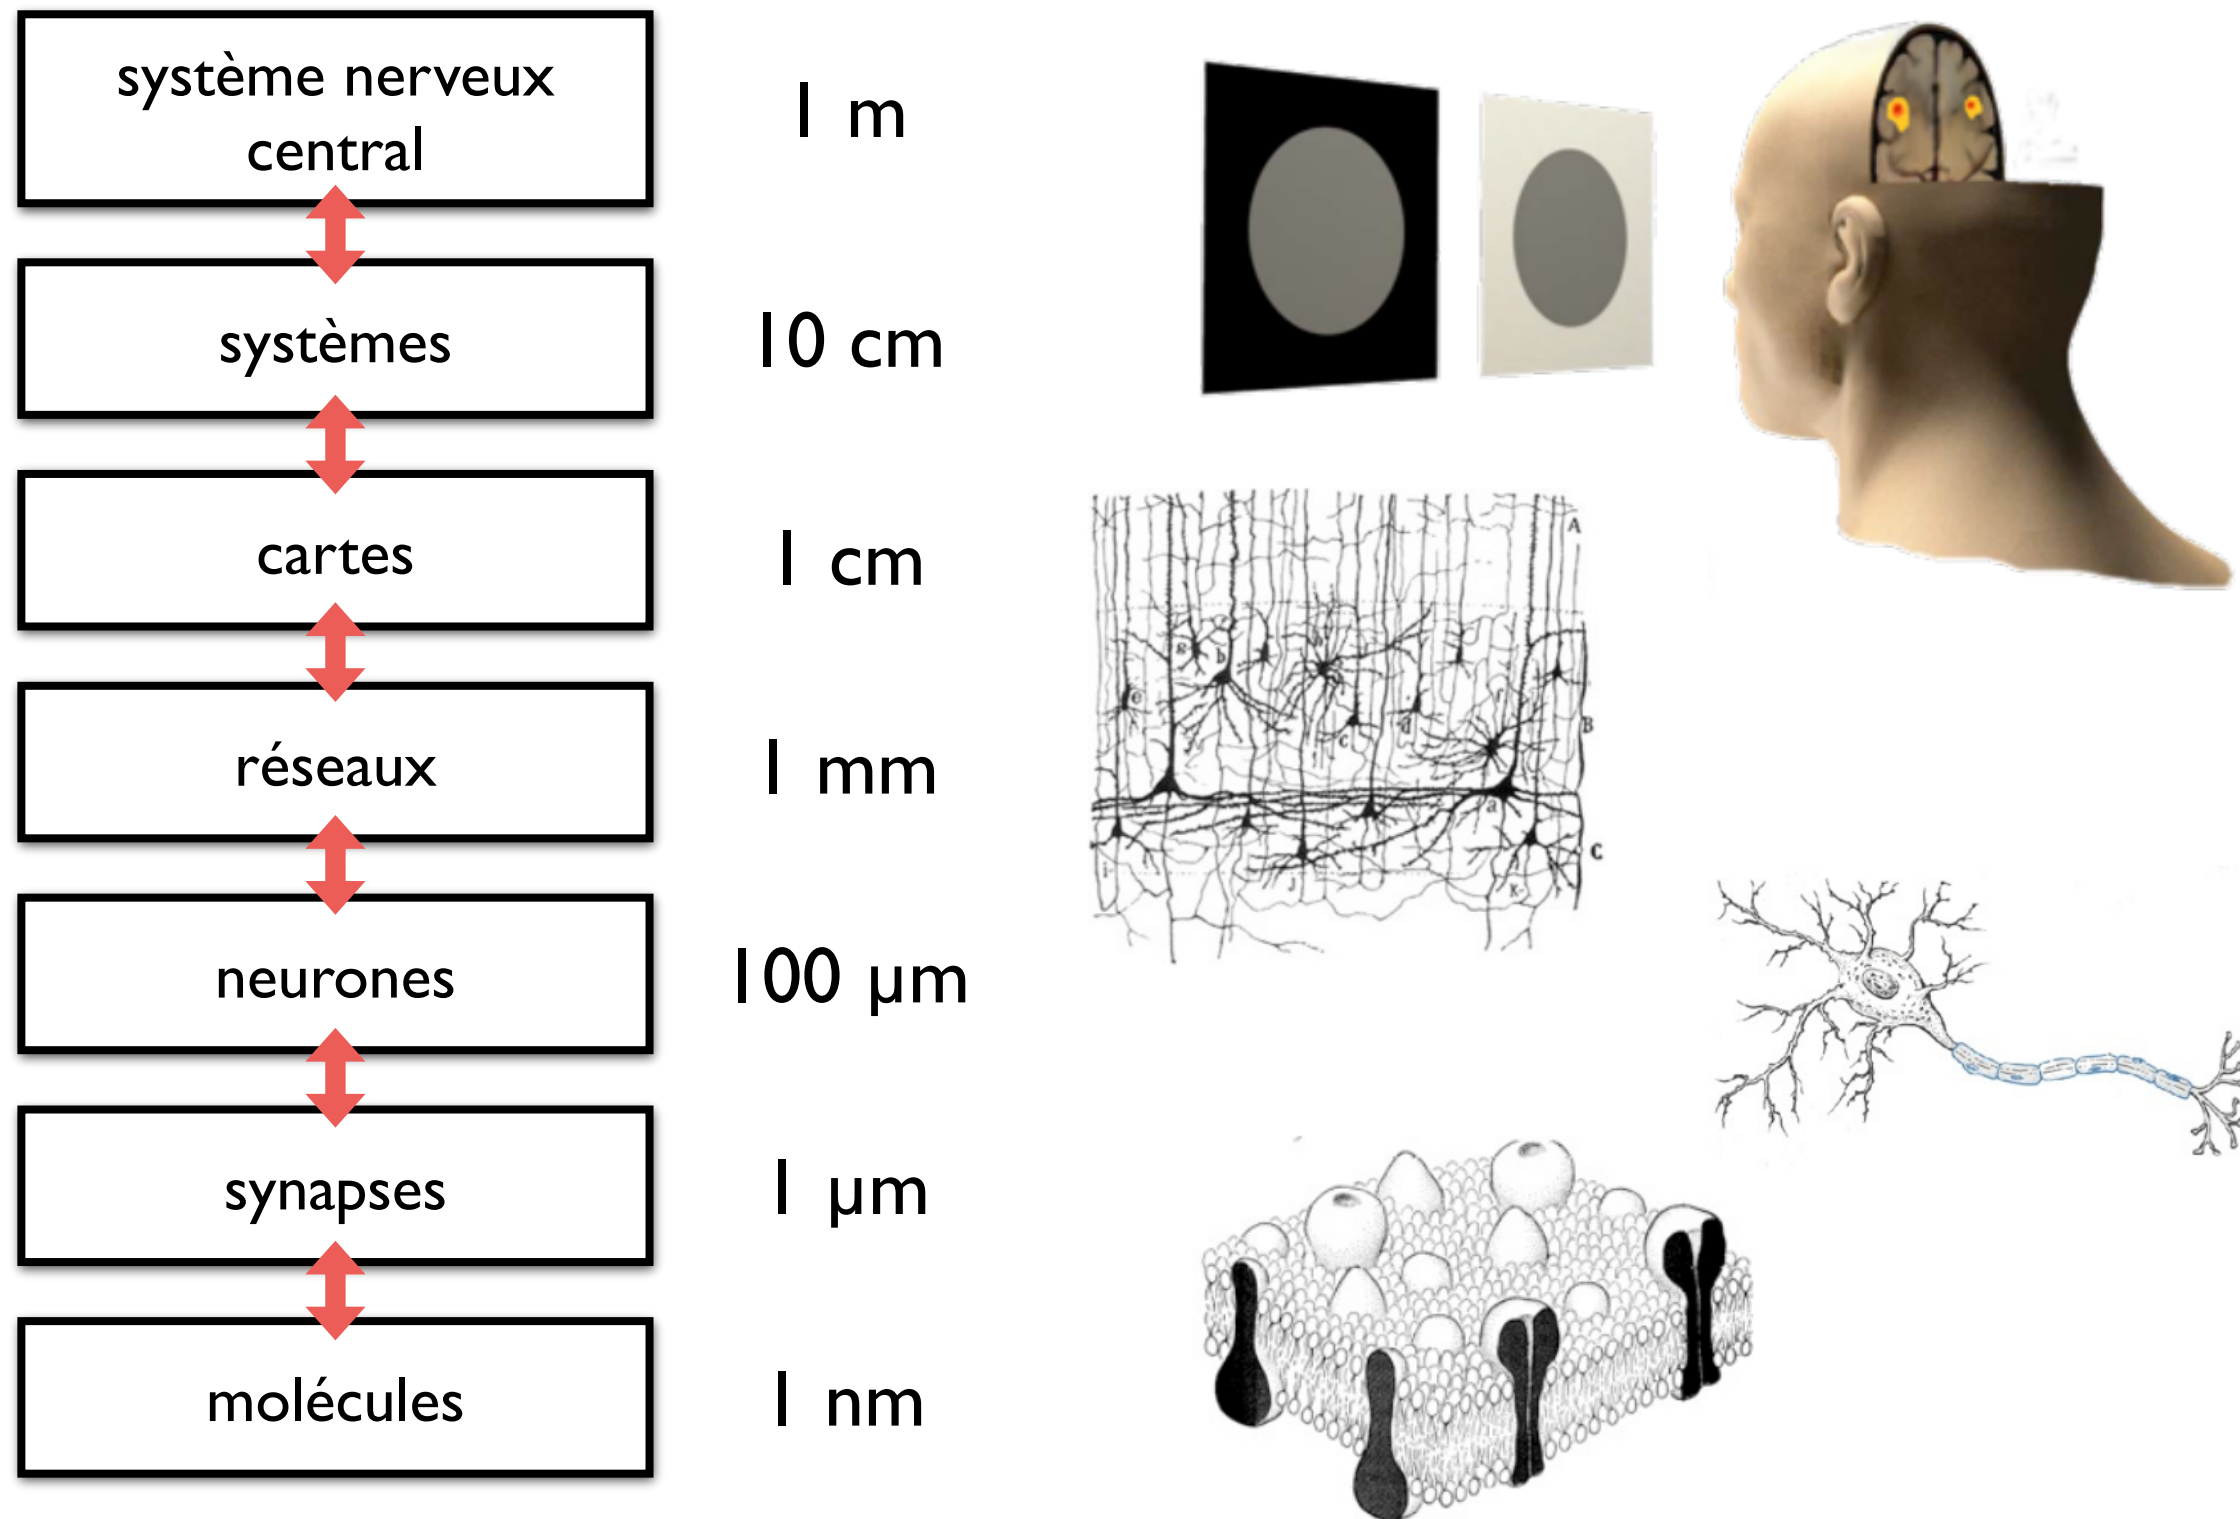 système nerveux
central
1 m
systèmes
10 cm
cartes
1 cm
réseaux
1 mm
neurones
100 µm
synapses
1 µm
molécules
1 nm
A
g
b
h
e
f
B
c
d
a
C
i
J
K